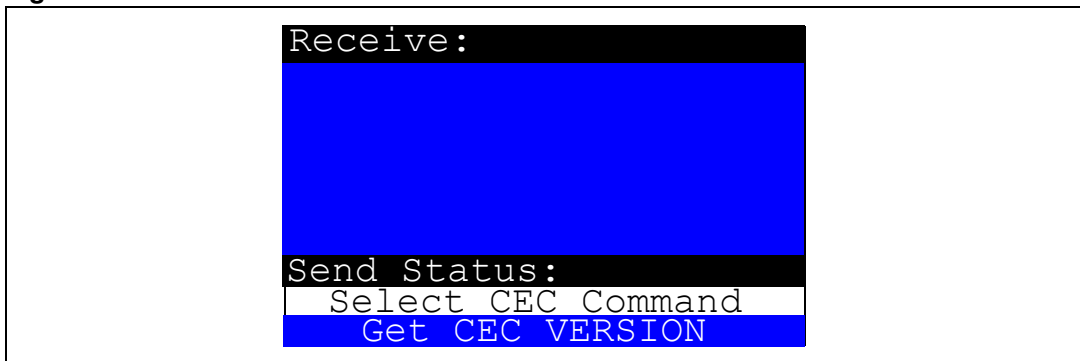 Receive:
Send Status:
Select CEC Command
Get CEC VERSION